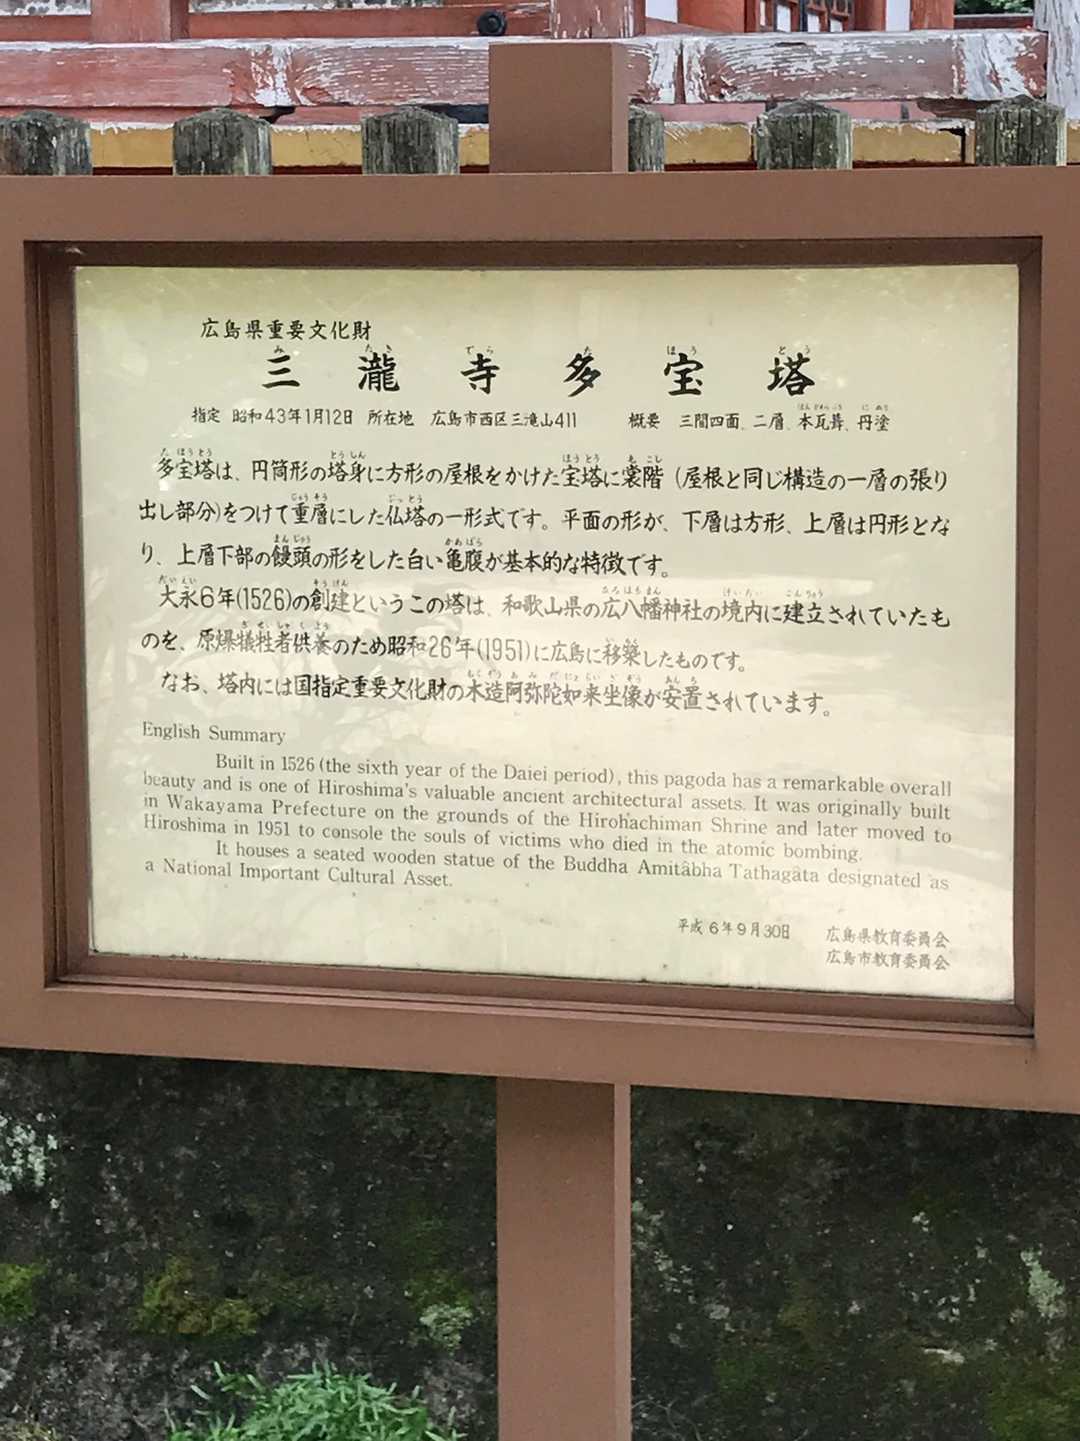 広島県重要文化財
三瀧寺多宝塔
指定 昭和43年1月12日 所在地 広島市西区三滝山411 概要 三間四面、二層、本瓦葺、丹塗
多宝塔は、円筒形の塔身に方形の屋根をかけた宝塔に裳階(屋根と同じ構造の一層の張り
出し部分)をつけて重層にした仏塔の一形式です。平面の形が、下層は方形、上層は円形とな
り、上層下部の饅頭の形をした白い亀腹が基本的な特徴です。
大永6年(1526)の創建というこの塔は、和歌山県の広八幡神社の境内に建立されていたも
のを、原爆犠牲者供養のため昭和26年(1951)に広島に移築したものです。
なお、塔内には国指定重要文化財の木造阿弥陀如来坐像が安置されています。
English Summary
Built in 1526 (the sixth year of the Daiei period), this pagoda has a remarkable overall
beauty and is one of Hiroshima's valuable ancient architectural assets. It was originally built
in Wakayama Prefecture on the grounds of the Hirohachiman Shrine and later moved to
Hiroshima in 1951 to console the souls of victims who died in the atomic bombing.
It houses a seated wooden statue of the Buddha Amitâbha Tathagâta designated as
a National Important Cultural Asset.
平成6年9月30日 広島県教育委員会
広島市教育委員会